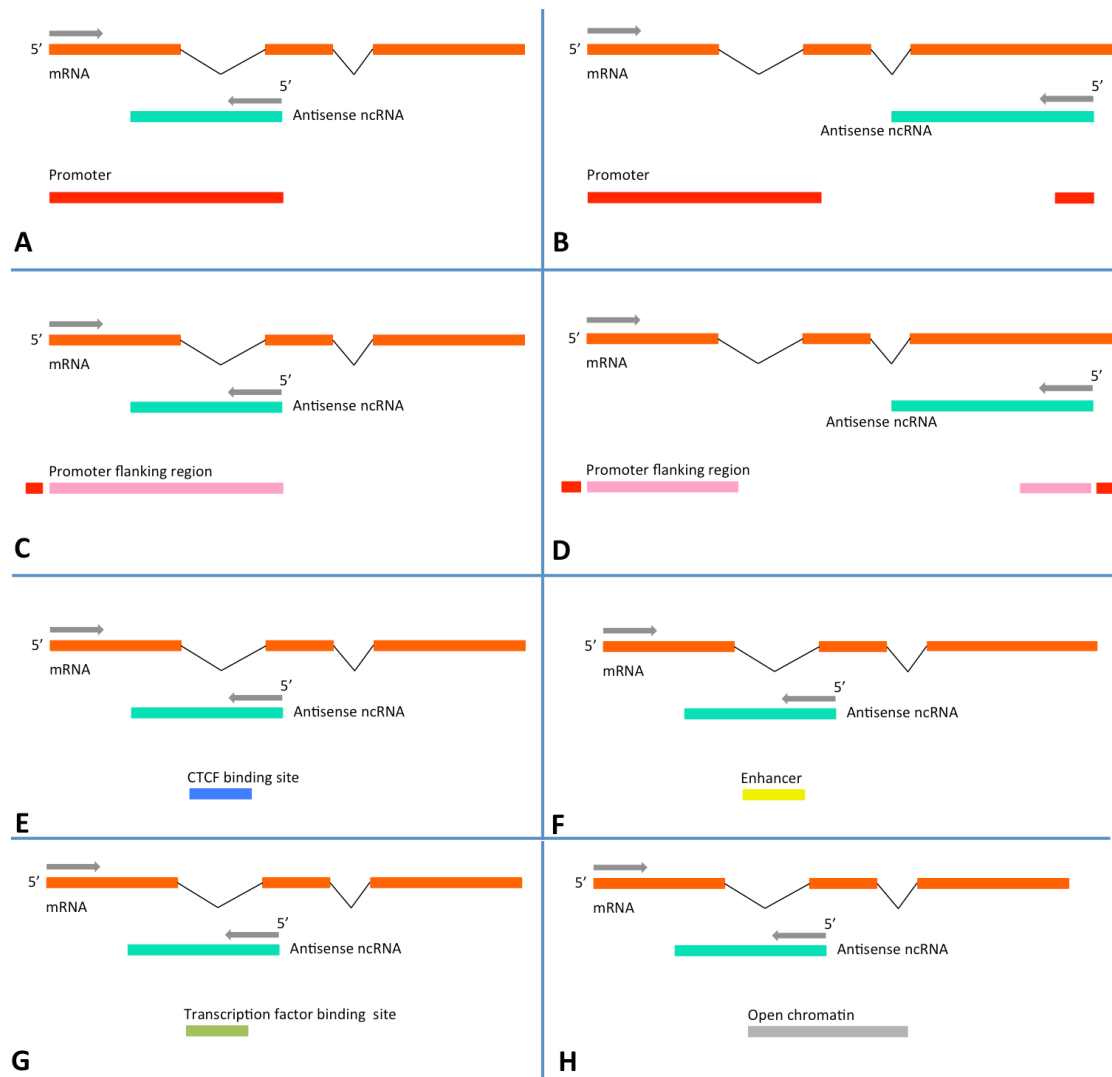 5’
mRNA
5’
Antisense ncRNA
Promoter
A
5’
mRNA
5’
Antisense ncRNA
Promoter
B
5’
mRNA
5’
Antisense ncRNA
Promoter flanking region
C
5’
mRNA
5’
Antisense ncRNA
Promoter flanking region
D
5’
mRNA
5’
Antisense ncRNA
CTCF binding site
E
5’
mRNA
5’
Antisense ncRNA
Enhancer
F
5’
mRNA
5’
Antisense ncRNA
Transcription factor binding site
G
5’
mRNA
5’
Antisense ncRNA
Open chromatin
H